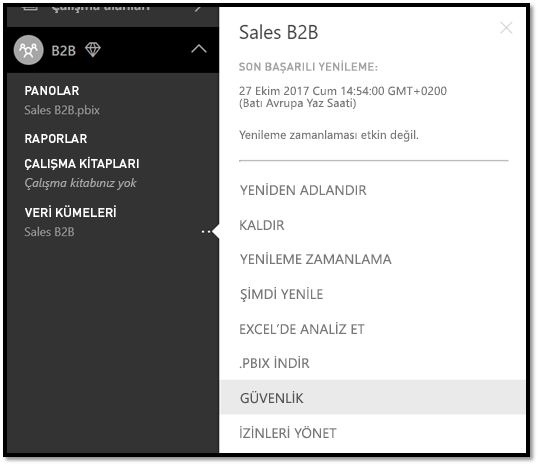 Çalışma alanları
B2B
PANOLAR
Sales B2B.pbix
RAPORLAR
ÇALIŞMA KİTAPLARI
Çalışma kitabınız yok
VERİ KÜMELERİ
Sales B2B
Sales B2B
SON BAŞARILI YENİLEME:
27 Ekim 2017 Cum 14:54:00 GMT+0200
(Batı Avrupa Yaz Saati)
Yenileme zamanlaması etkin değil.
YENİDEN ADLANDIR
KALDIR
YENİLEME ZAMANLAMA
ŞİMDİ YENİLE
EXCEL'DE ANALİZ ET
.PBIX İNDİR
GÜVENLİK
İZİNLERİ YÖNET